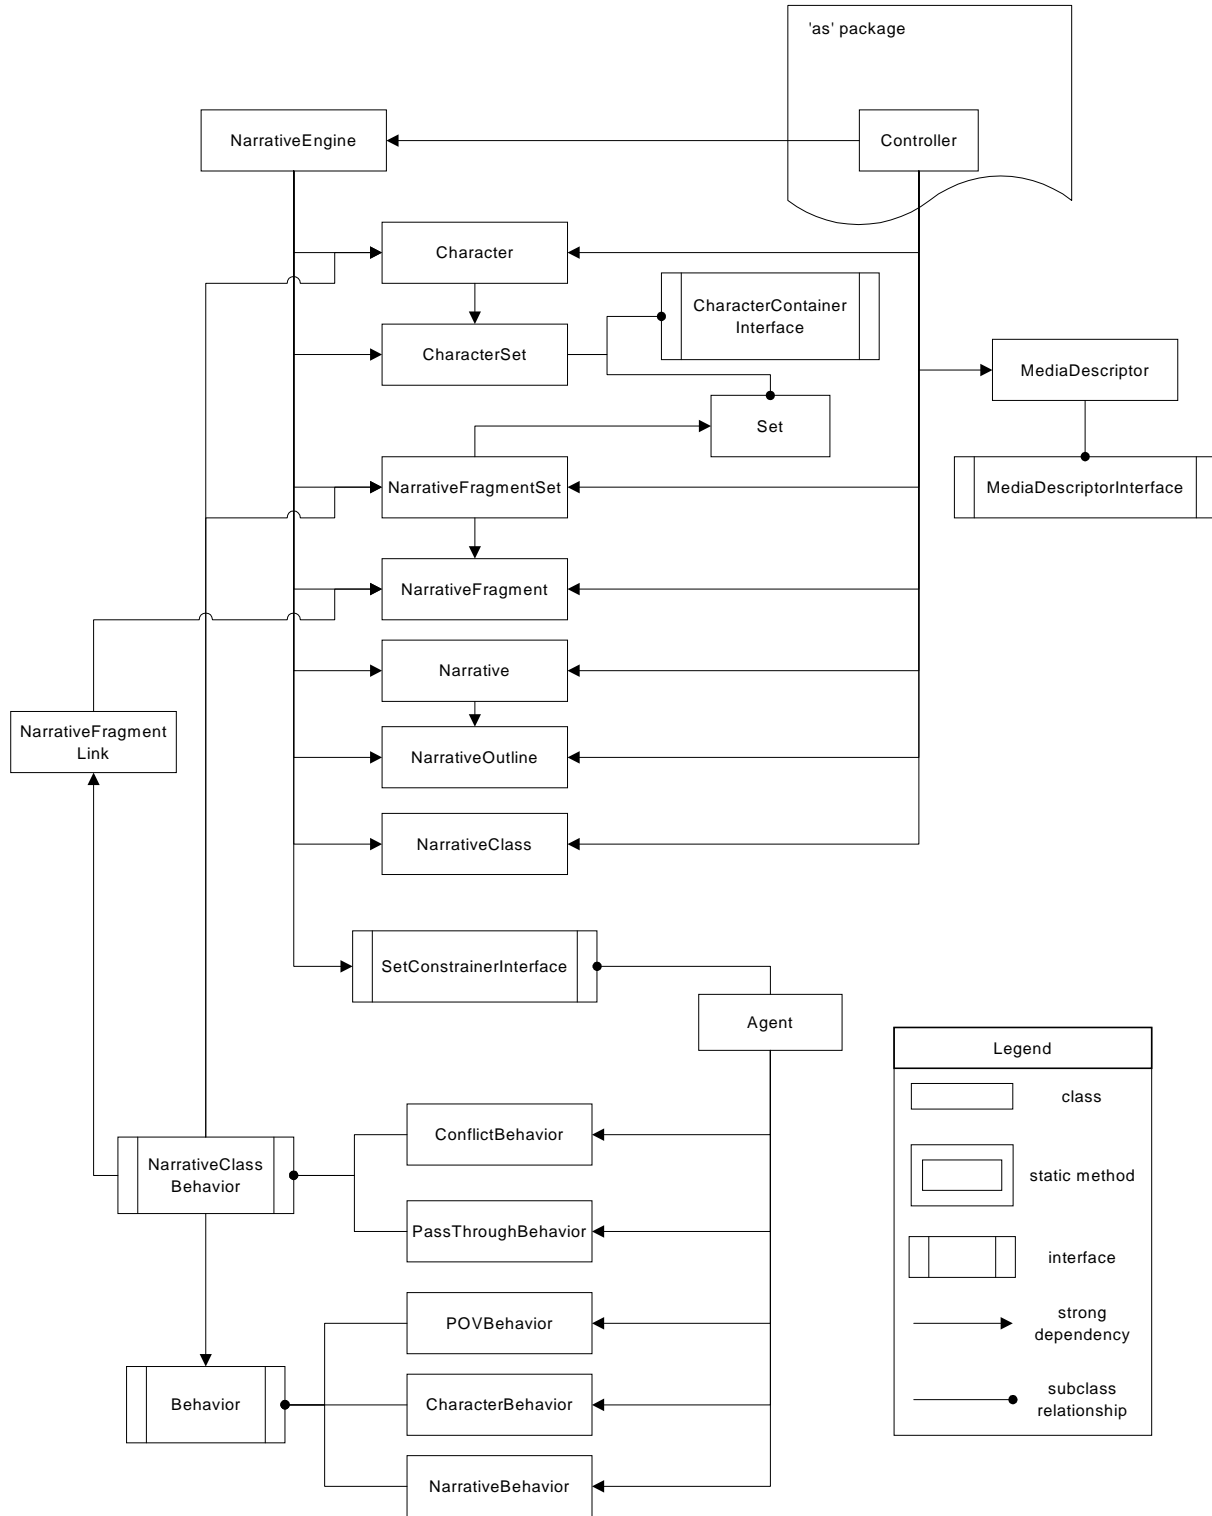 'as' package
NarrativeEngine
Controller
Character
CharacterContainer
Interface
CharacterSet
MediaDescriptor
Set
NarrativeFragmentSet
MediaDescriptorInterface
NarrativeFragment
Narrative
NarrativeFragment
Link
NarrativeOutline
NarrativeClass
SetConstrainerInterface
Agent
Legend
class
ConflictBehavior
NarrativeClass
Behavior
static method
PassThroughBehavior
interface
POVBehavior
strong
dependency
Behavior
CharacterBehavior
subclass
relationship
NarrativeBehavior